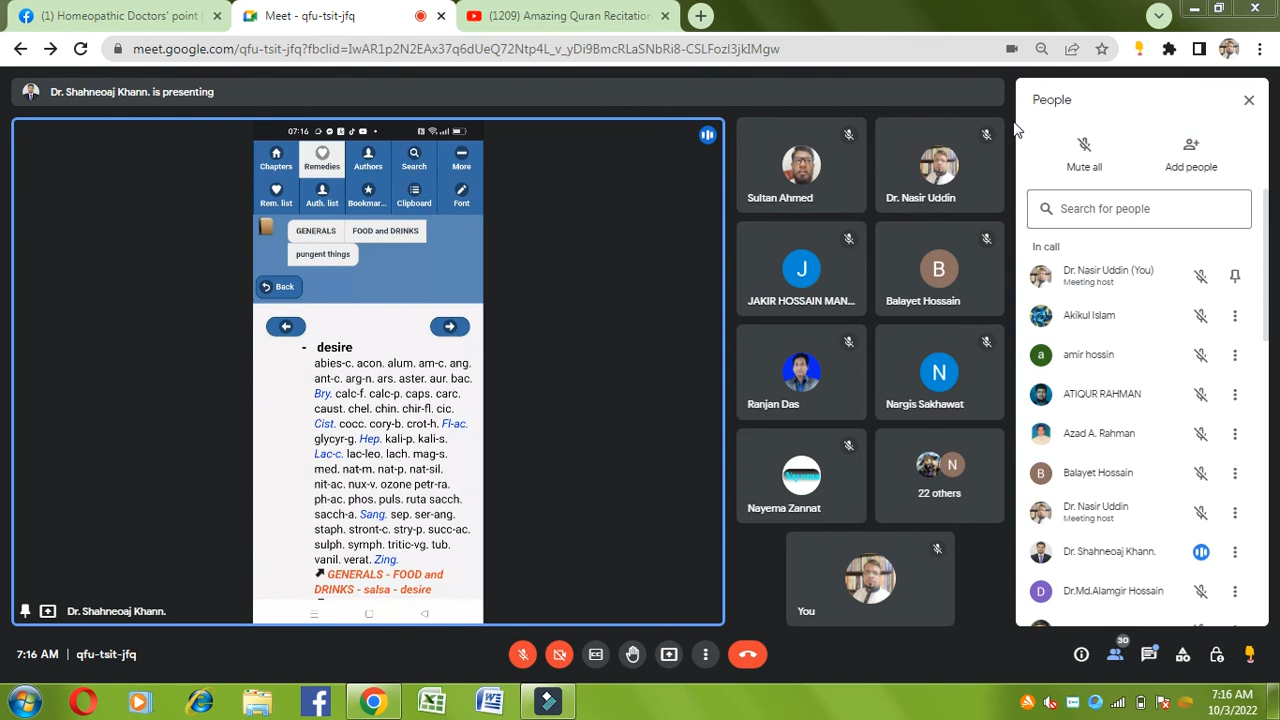 (1) Homeopathic Doctors' point |
Meet - qfu-tsit-jfq
(1209) Amazing Quran Recitation
meet.google.com/qfu-tsit-jfq?fbclid=IwAR1p2N2EAx37q6dUeQ72Nfp4L_v_yDi9BmcRLaSNbRi8-CSLFozI3jkIMgw
Dr. Shahneoaj Khann. is presenting
07:16
Chapters
Remedies
Authors
Search
More
Rem. list
Auth. list
Bookmar...
Clipboard
Font
GENERALS
FOOD and DRINKS
pungent things
Back
- desire
abies-c. acon. alum. am-c. ang.
ant-c. arg-n. ars. aster. aur. bac.
Bry. calc-f. calc-p. caps. carc.
caust. chel. chin. chir-fl. cic.
Cist. cocc. cory-b. crot-h. Fl-ac.
glycyr-g. Hep. kali-p. kali-s.
Lac-c. lac-leo. lach. mag-s.
med. nat-m. nat-p. nat-sil.
nit-ac. nux-v. ozone petr-ra.
ph-ac. phos. puls. ruta sacch.
sacch-a. Sang. sep. ser-ang.
staph. stront-c. stry-p. succ-ac.
sulph. symph. tritic-vg. tub.
vanil. verat. Zing.
GENERALS - FOOD and
DRINKS - salsa - desire
Dr. Shahneoaj Khann.
Sultan Ahmed
Dr. Nasir Uddin
J
JAKIR HOSSAIN MAN...
B
Balayet Hossain
Ranjan Das
N
Nargis Sakhawat
Nayema
Nayema Zannat
N
22 others
You
People
Mute all
Add people
Search for people
In call
Dr. Nasir Uddin (You)
Meeting host
Akikul Islam
a
amir hossin
ATIQUR RAHMAN
Azad A. Rahman
B
Balayet Hossain
Dr. Nasir Uddin
Meeting host
Dr. Shahneoaj Khann.
D
Dr.Md.Alamgir Hossain
7:16 AM | qfu-tsit-jfq
30
7:16 AM
10/3/2022